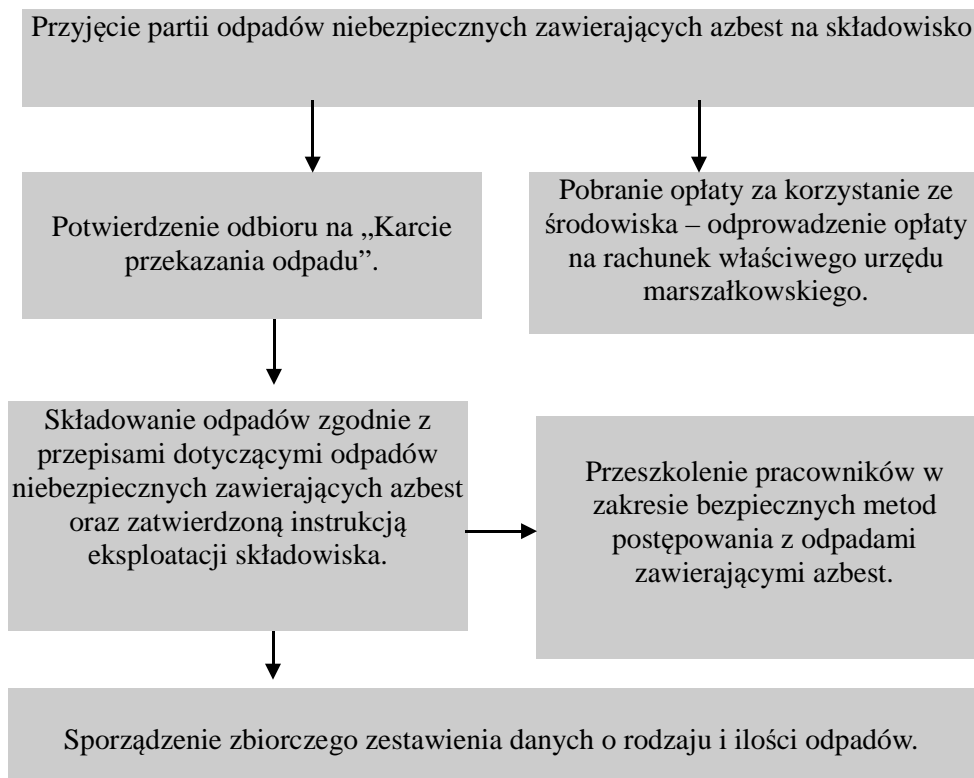 Przyjęcie partii odpadów niebezpiecznych zawierających azbest na składowisko
Potwierdzenie odbioru na „Karcie
przekazania odpadu”.
Pobranie opłaty za korzystanie ze
środowiska – odprowadzenie opłaty
na rachunek właściwego urzędu
marszałkowskiego.
Składowanie odpadów zgodnie z
przepisami dotyczącymi odpadów
niebezpiecznych zawierających azbest
oraz zatwierdzoną instrukcją
eksploatacji składowiska.
Przeszkolenie pracowników w
zakresie bezpiecznych metod
postępowania z odpadami
zawierającymi azbest.
Sporządzenie zbiorczego zestawienia danych o rodzaju i ilości odpadów.